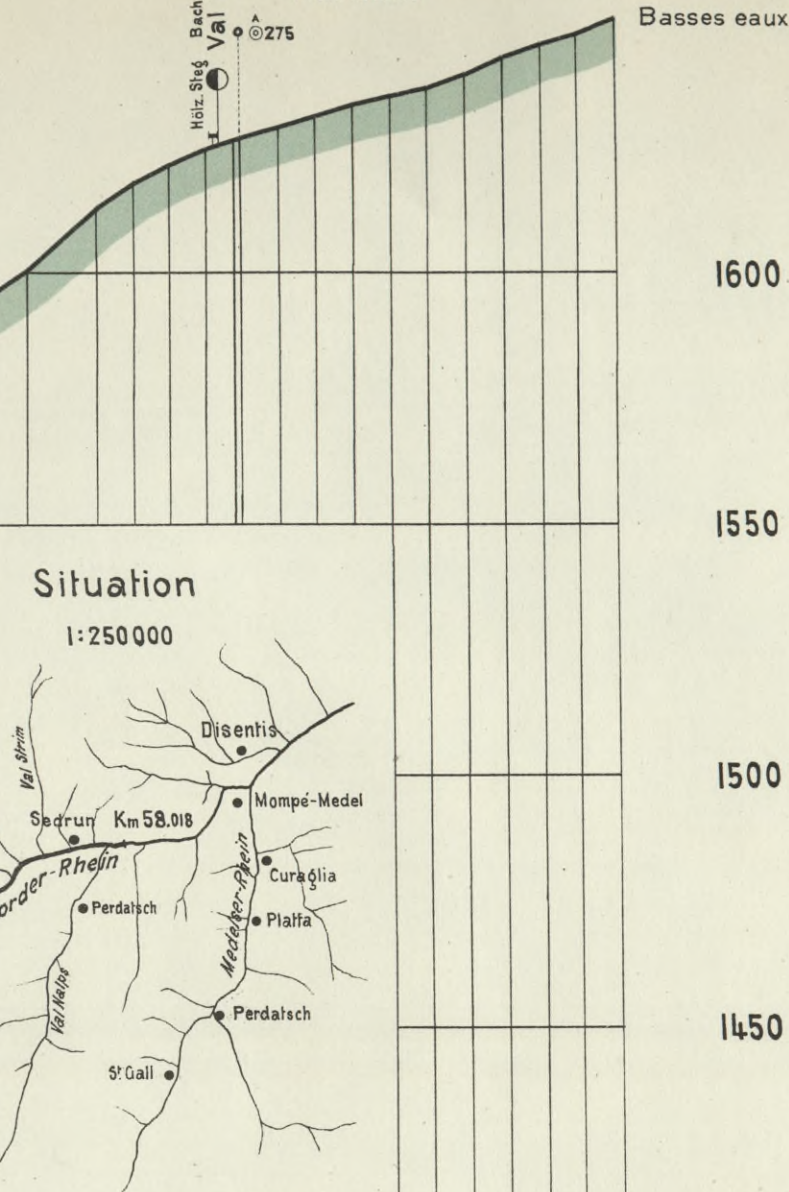 Basses eaux
Hölz. Steg
Bach
Val
A
275
1600
1550
Situation
1:250000
1500
Disentis
Val Strim
Sedrun
Km 58.018
Mompé-Medel
order-Rhein
Medelser-Rhein
Curaglia
Perdatsch
Platta
Val Nalps
Perdatsch
1450
St Gall